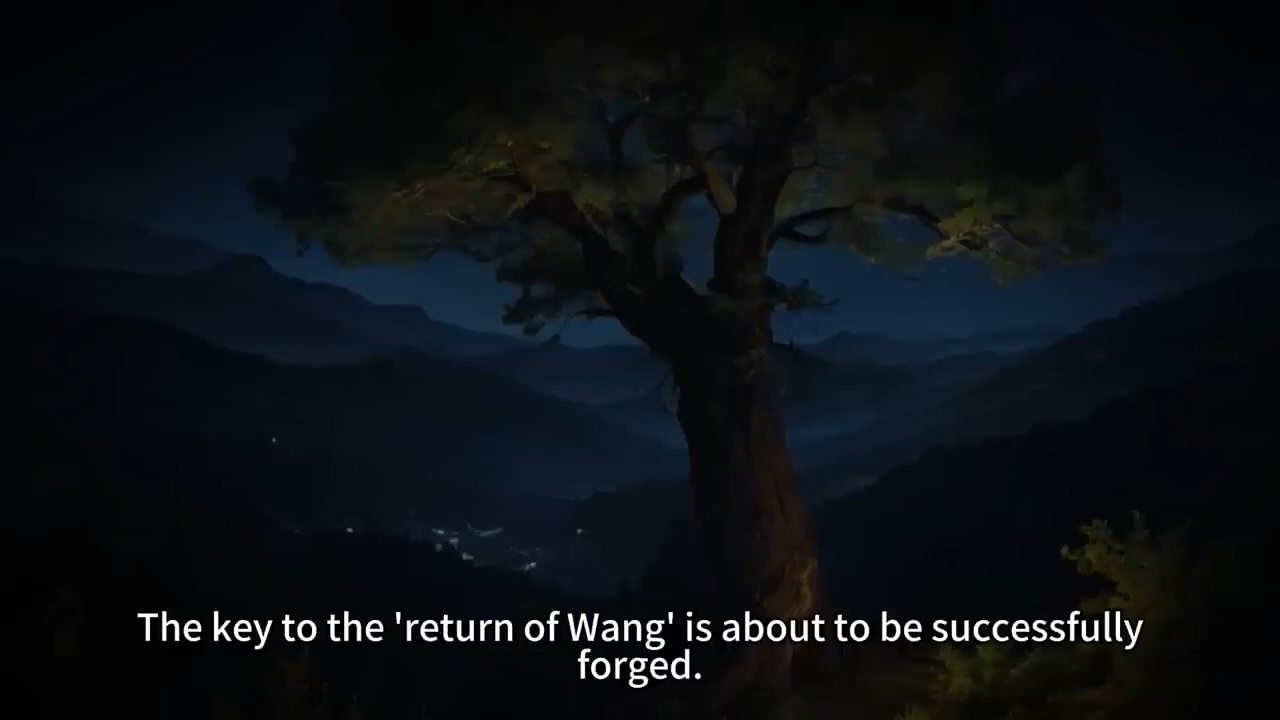 The key to the 'return of Wang' is about to be successfully
forged.